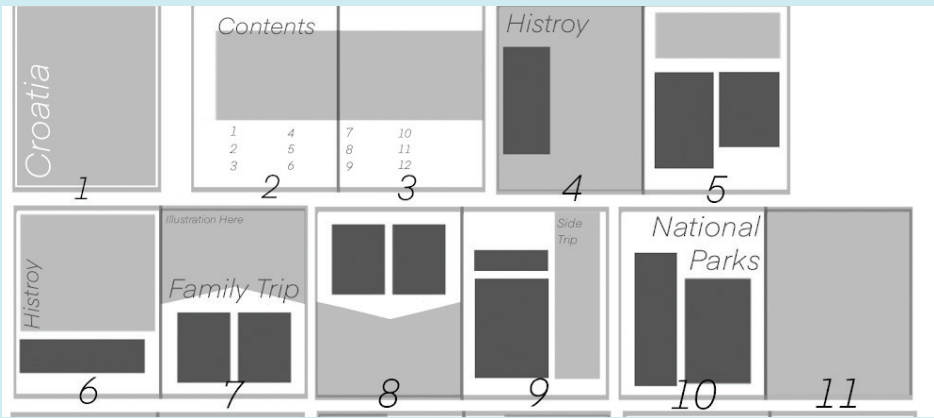 Croatia
1
Contents
1 4 7 10
2 5 8 11
3 6 9 12
2
3
Histroy
4
5
Histroy
6
Illustration Here
Family Trip
7
8
Side
Trip
9
National
Parks
10
11